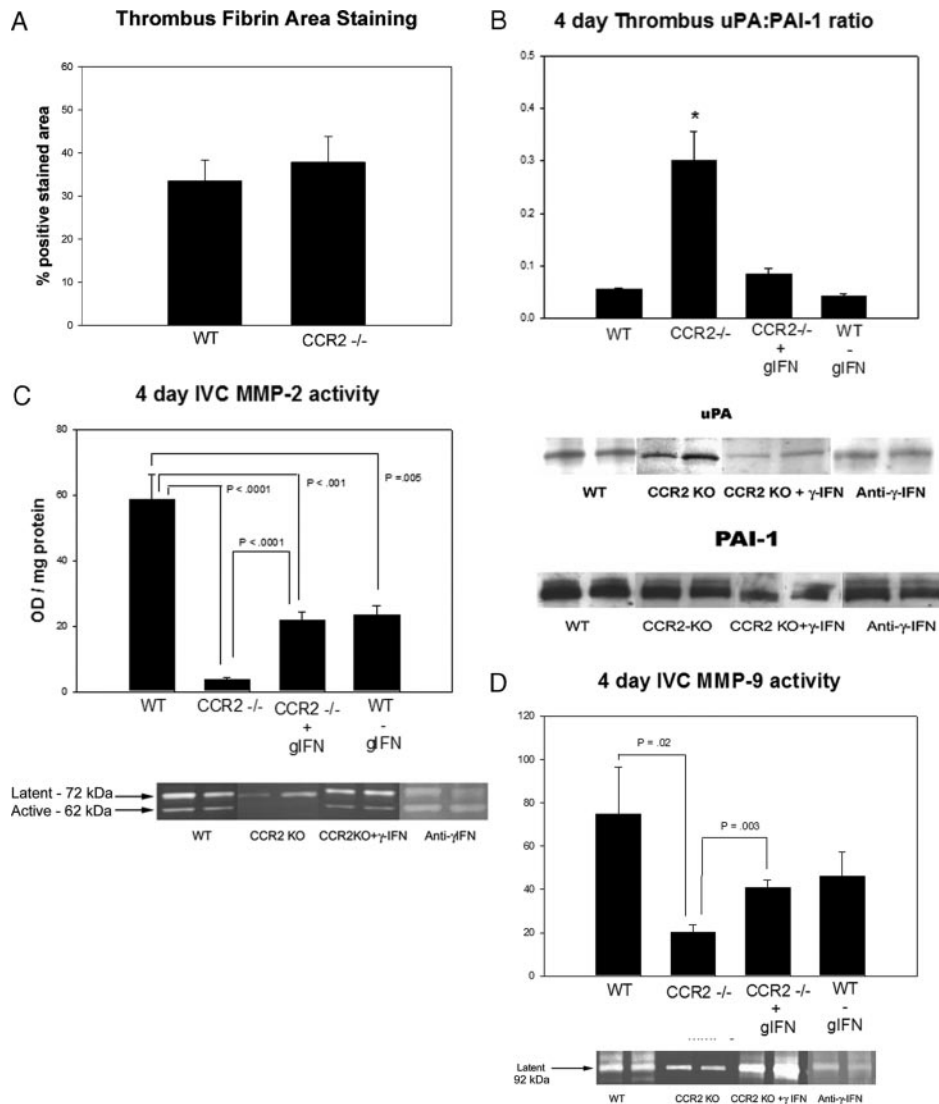 A
Thrombus Fibrin Area Staining
% positive stained area
60
50
40
30
20
10
0
WT
CCR2 -/-
B
4 day Thrombus uPA:PAI-1 ratio
0.5
0.4
0.3
0.2
0.1
0.0
*
WT
CCR2-/-
CCR2-/-
+
gIFN
WT
-
gIFN
uPA
WT
CCR2 KO
CCR2 KO + γ-IFN
Anti-γ-IFN
PAI-1
WT
CCR2-KO
CCR2 KO+γ-IFN
Anti-γ-IFN
C
4 day IVC MMP-2 activity
OD / mg protein
80
60
40
20
0
P < .0001
P < .001
P =.005
P < .0001
WT
CCR2 -/-
CCR2 -/-
+
gIFN
WT
-
gIFN
Latent - 72 kDa
Active - 62 kDa
WT
CCR2 KO
CCR2KO+γ-IFN
Anti-γIFN
D
4 day IVC MMP-9 activity
120
100
80
60
40
20
0
P = .02
P = .003
WT
CCR2 -/-
CCR2 -/-
+
gIFN
WT
-
gIFN
Latent
92 kDa
WT
CCR2 KO
CCR2 KO +γ IFN
Anti-γ-IFN